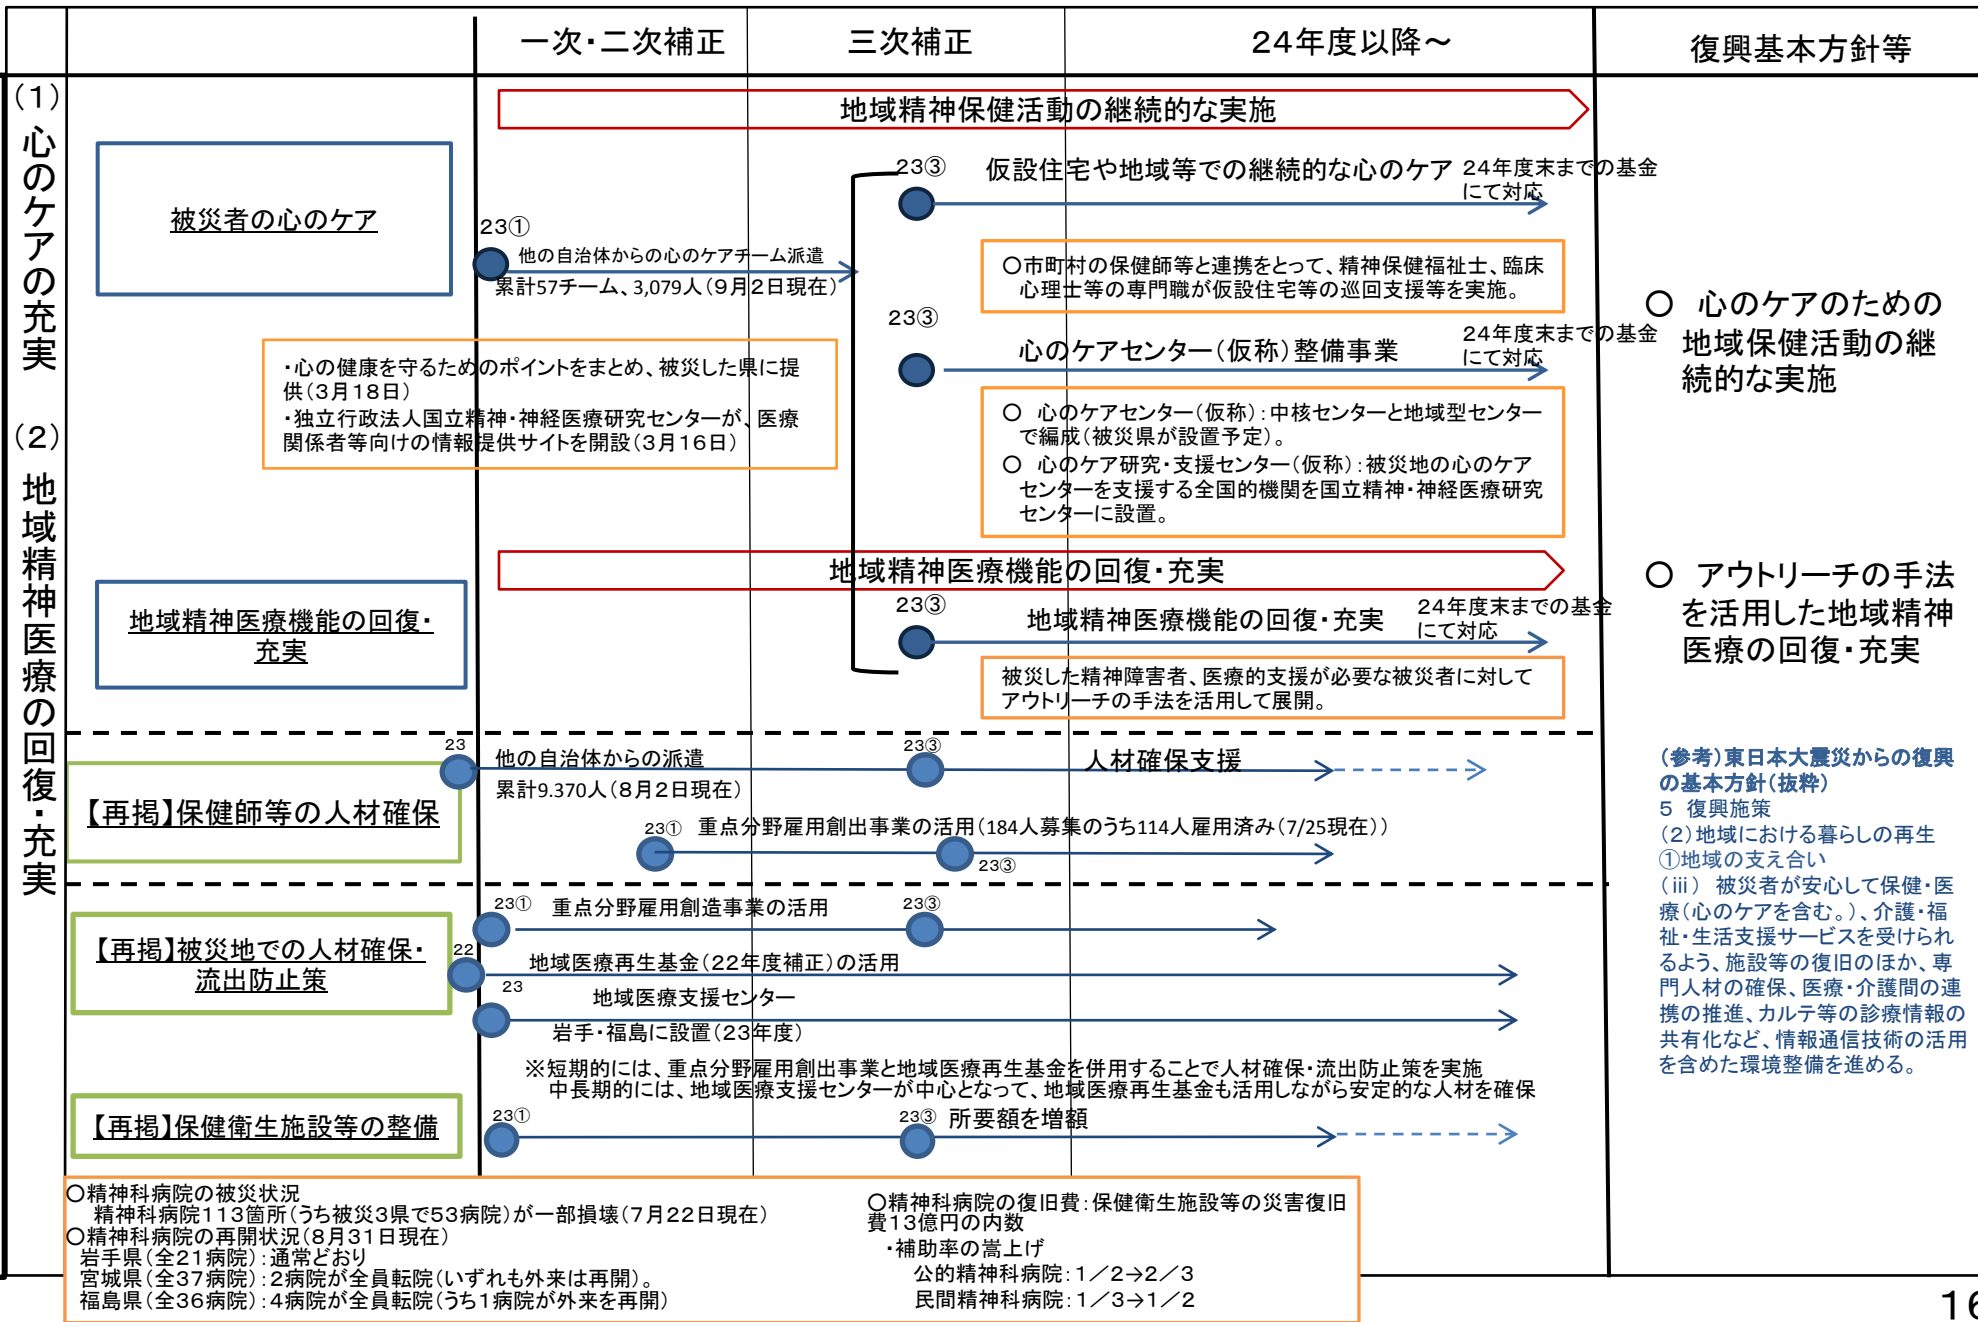 一次・二次補正
三次補正
24年度以降～
復興基本方針等
(1)心のケアの充実
(2)地域精神医療の回復・充実
地域精神保健活動の継続的な実施
被災者の心のケア
23①
他の自治体からの心のケアチーム派遣
累計57チーム、3,079人(9月2日現在)
23③
仮設住宅や地域等での継続的な心のケア
24年度末までの基金
にて対応
○市町村の保健師等と連携をとって、精神保健福祉士、臨床
心理士等の専門職が仮設住宅等の巡回支援等を実施。
・心の健康を守るためのポイントをまとめ、被災した県に提
供(3月18日)
・独立行政法人国立精神・神経医療研究センターが、医療
関係者等向けの情報提供サイトを開設(3月16日)
23③
心のケアセンター(仮称)整備事業
24年度末までの基金
にて対応
○ 心のケアセンター(仮称):中核センターと地域型センター
で編成(被災県が設置予定)。
○ 心のケア研究・支援センター(仮称):被災地の心のケア
センターを支援する全国的機関を国立精神・神経医療研究
センターに設置。
○ 心のケアのための
地域保健活動の継
続的な実施
地域精神医療機能の回復・充実
地域精神医療機能の回復・
充実
23③
地域精神医療機能の回復・充実
24年度末までの基金
にて対応
被災した精神障害者、医療的支援が必要な被災者に対して
アウトリーチの手法を活用して展開。
○ アウトリーチの手法
を活用した地域精神
医療の回復・充実
【再掲】保健師等の人材確保
23
他の自治体からの派遣
累計9.370人(8月2日現在)
23③
人材確保支援
23①
重点分野雇用創出事業の活用(184人募集のうち114人雇用済み(7/25現在))
23③
【再掲】被災地での人材確保・
流出防止策
23①
重点分野雇用創造事業の活用
23③
22
地域医療再生基金(22年度補正)の活用
23
地域医療支援センター
岩手・福島に設置(23年度)
※短期的には、重点分野雇用創出事業と地域医療再生基金を併用することで人材確保・流出防止策を実施
中長期的には、地域医療支援センターが中心となって、地域医療再生基金も活用しながら安定的な人材を確保
【再掲】保健衛生施設等の整備
23①
23③
所要額を増額
(参考)東日本大震災からの復興
の基本方針(抜粋)
5 復興施策
(2)地域における暮らしの再生
①地域の支え合い
(ⅲ) 被災者が安心して保健・医
療(心のケアを含む。)、介護・福
祉・生活支援サービスを受けられ
るよう、施設等の復旧のほか、専
門人材の確保、医療・介護間の連
携の推進、カルテ等の診療情報の
共有化など、情報通信技術の活用
を含めた環境整備を進める。
○精神科病院の被災状況
精神科病院113箇所(うち被災3県で53病院)が一部損壊(7月22日現在)
○精神科病院の再開状況(8月31日現在)
岩手県(全21病院):通常どおり
宮城県(全37病院):2病院が全員転院(いずれも外来は再開)。
福島県(全36病院):4病院が全員転院(うち1病院が外来を再開)
○精神科病院の復旧費:保健衛生施設等の災害復旧
費13億円の内数
・補助率の嵩上げ
公的精神科病院:1/2→2/3
民間精神科病院:1/3→1/2
16